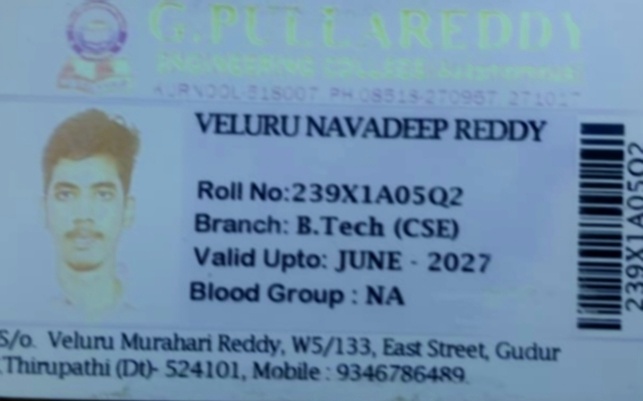 G.PULLAREDDY
ENGINEERING COLLEGE
KURNOOL-518007. PH:08518-270957, 271017
VELURU NAVADEEP REDDY
Roll No:239X1A05Q2
Branch: B.Tech (CSE)
Valid Upto: JUNE - 2027
Blood Group : NA
239X1A05Q2
S/o. Veluru Murahari Reddy, W5/133, East Street, Gudur
,Thirupathi (Dt)- 524101, Mobile : 9346786489.